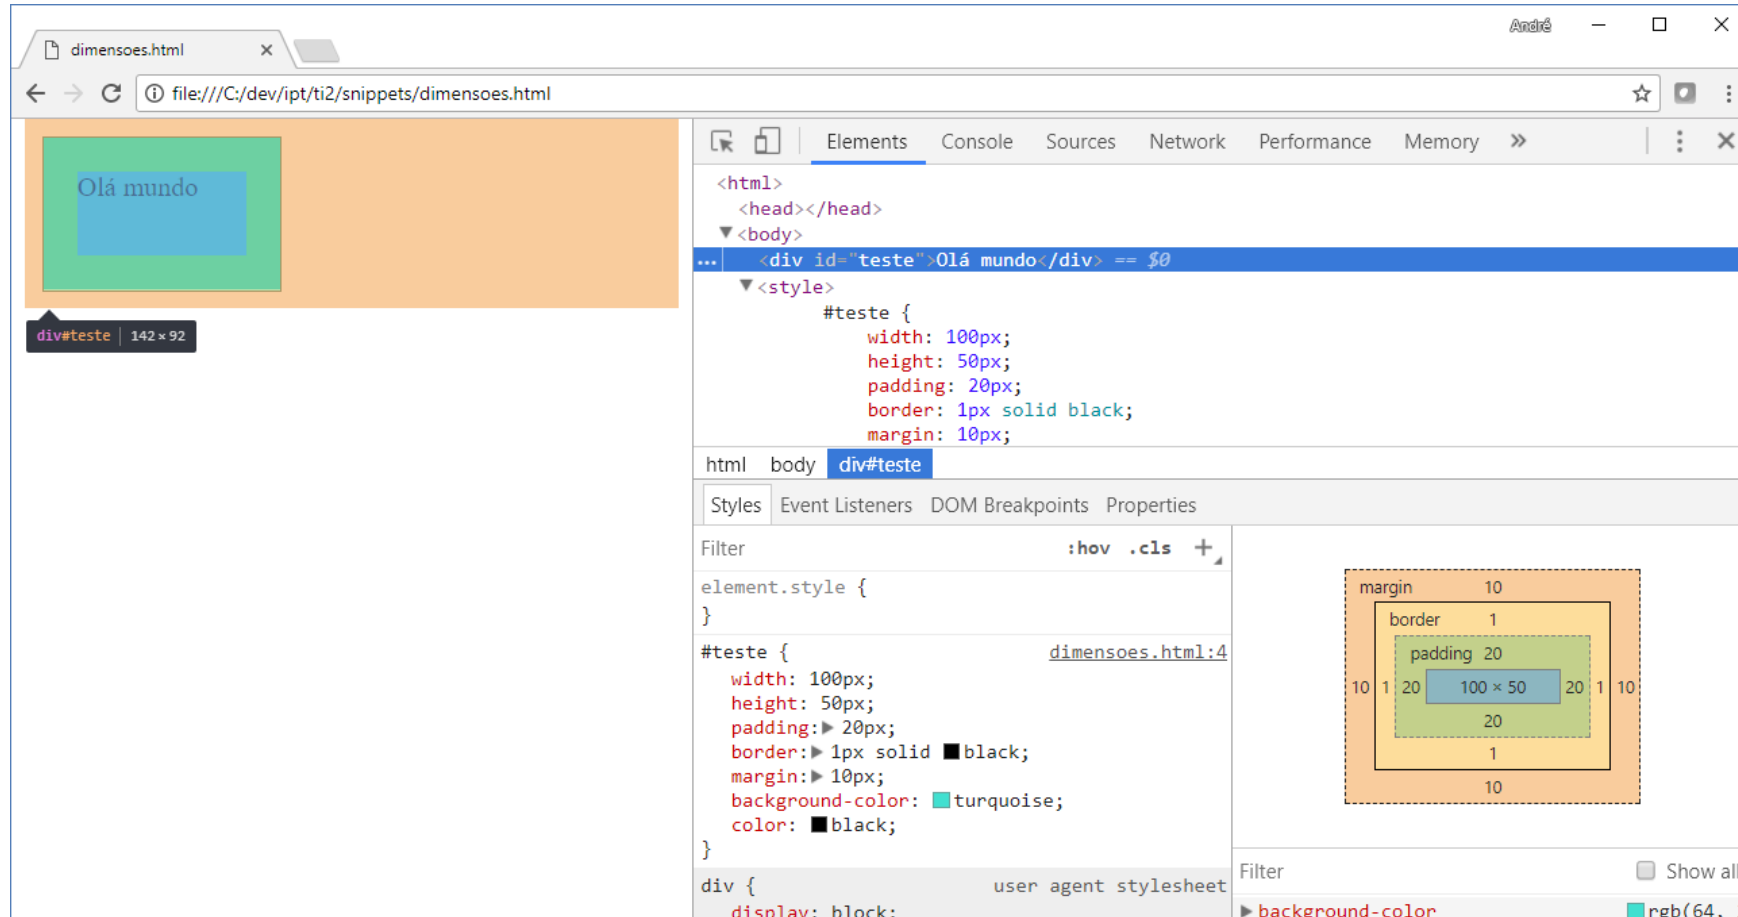 André
dimensoes.html
file:///C:/dev/ipt/ti2/snippets/dimensoes.html
Olá mundo
div#teste 142 × 92
Elements Console Sources Network Performance Memory »
<html>
<head></head>
<body>
... <div id="teste">Olá mundo</div> == $0
<style>
#teste {
width: 100px;
height: 50px;
padding: 20px;
border: 1px solid black;
margin: 10px;
html body div#teste
Styles Event Listeners DOM Breakpoints Properties
Filter :hov .cls +
element.style {
}
#teste { dimensoes.html:4
width: 100px;
height: 50px;
padding: 20px;
border: 1px solid black;
margin: 10px;
background-color: turquoise;
color: black;
}
div { user agent stylesheet
display: block;
margin 10
border 1
padding 20
10 1 20 100 × 50 20 1 10
20
1
10
Filter Show all
background-color rgb(64,